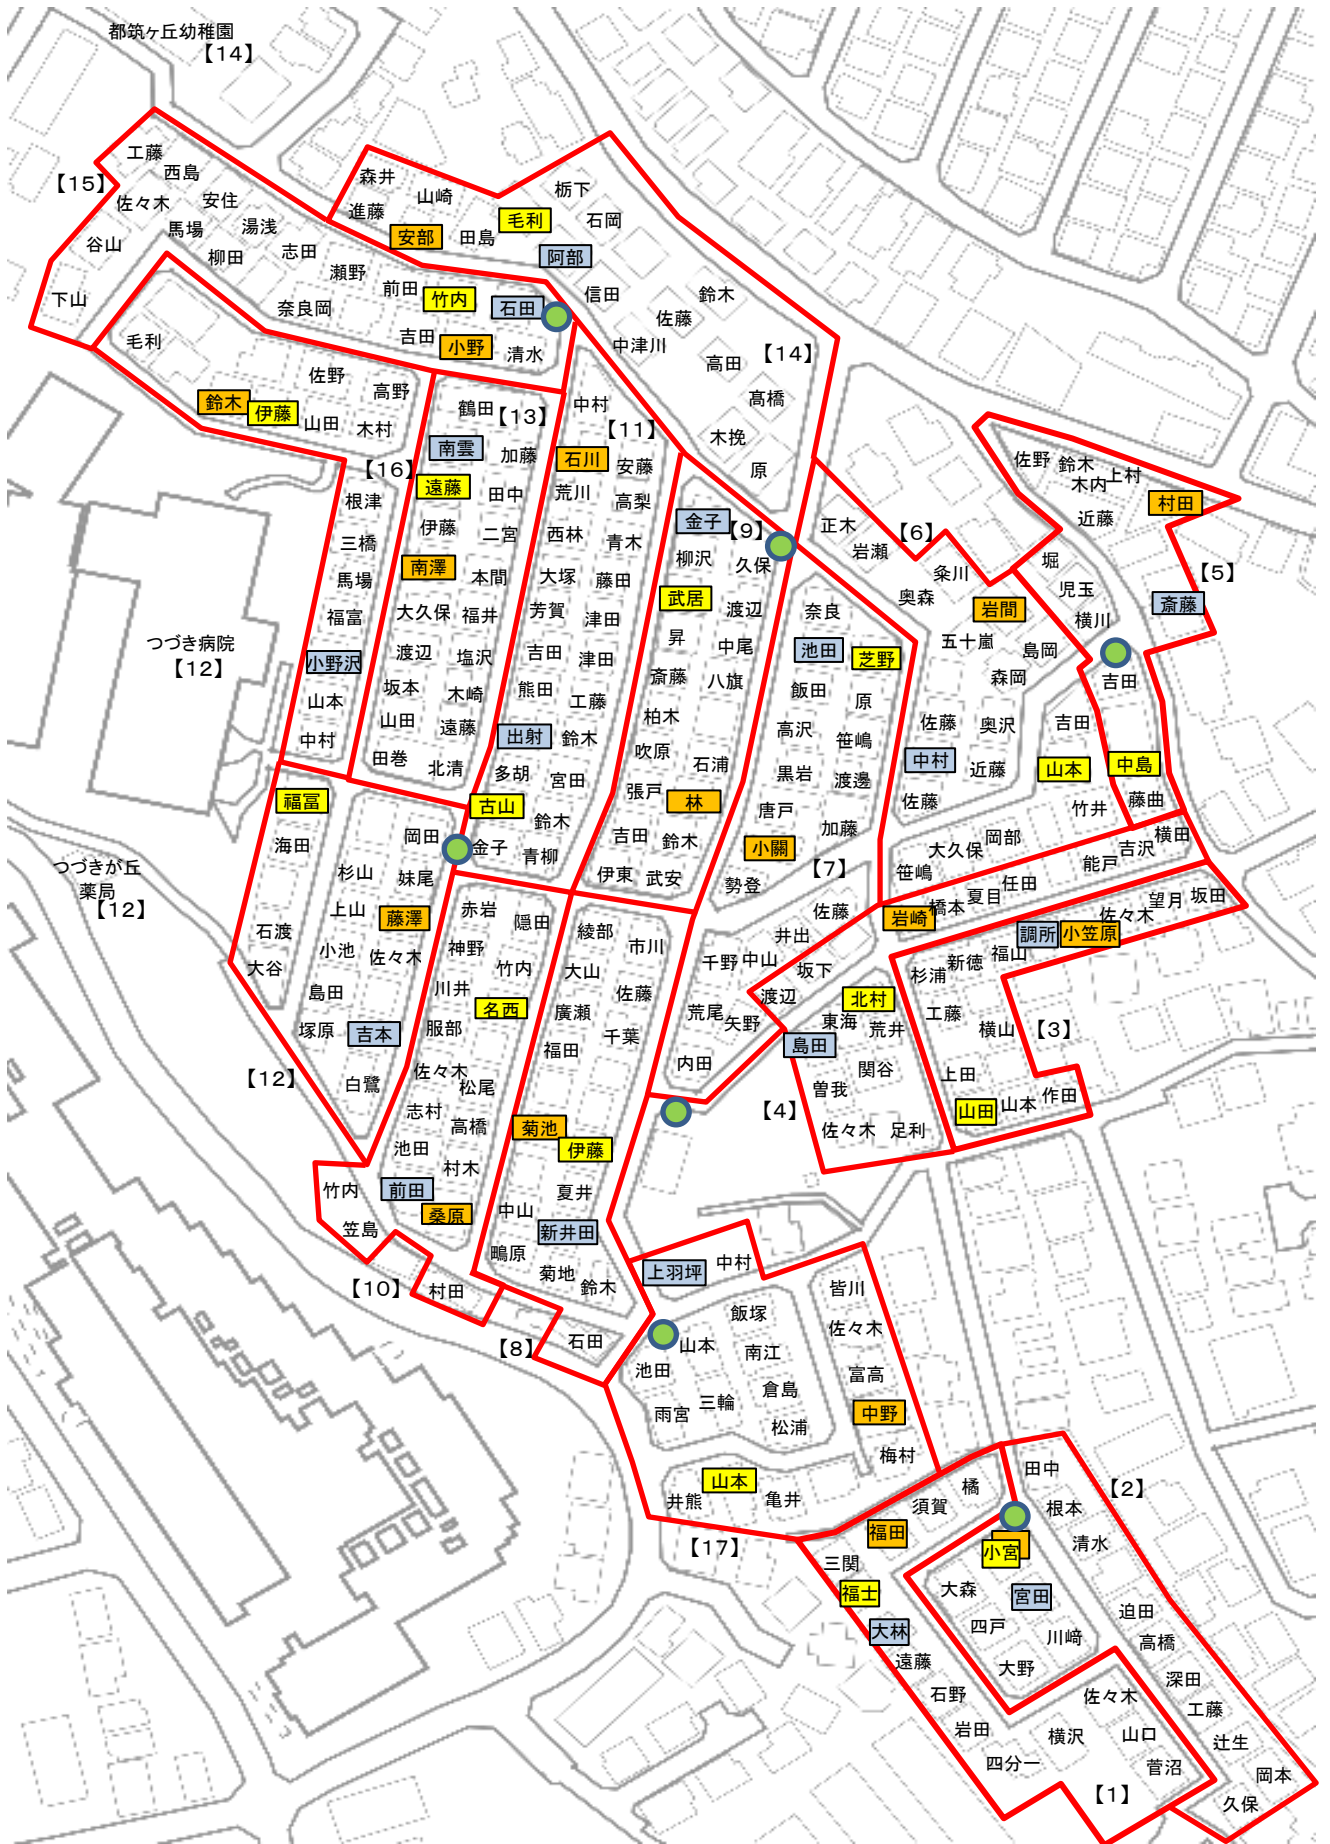 都筑ヶ丘幼稚園
【14】
工藤
西島
【15】
佐々木
安住
馬場
湯浅
谷山
柳田
志田
瀬野
下山
奈良岡
前田
竹内
石田
吉田
小野
清水
森井
山崎
進藤
安部
田島
毛利
栃下
石岡
阿部
信田
鈴木
佐藤
中津川
高田
【14】
髙橋
木挽
原
毛利
佐野
高野
鈴木
伊藤
山田
木村
【16】
根津
三橋
馬場
福富
小野沢
山本
中村
鶴田
【13】
南雲
加藤
遠藤
田中
伊藤
二宮
南澤
本間
大久保
福井
渡辺
塩沢
坂本
木崎
山田
遠藤
田巻
北清
中村
【11】
石川
安藤
荒川
高梨
西林
青木
大塚
藤田
芳賀
津田
吉田
津田
熊田
工藤
出射
鈴木
多胡
宮田
古山
鈴木
金子
青柳
金子
【9】
柳沢
久保
武居
渡辺
昇
中尾
斎藤
八旗
柏木
吹原
石浦
張戸
林
吉田
鈴木
伊東
武安
正木
【6】
岩瀬
粂川
奥森
岩間
五十嵐
島岡
森岡
佐藤
奥沢
中村
近藤
佐藤
吉田
山本
竹井
岡部
大久保
笹嶋
佐野
鈴木
上村
木内
村田
近藤
堀
【5】
児玉
斎藤
横川
吉田
中島
藤曲
奈良
池田
芝野
飯田
原
高沢
笹嶋
黒岩
渡邊
唐戸
加藤
小關
【7】
勢登
佐藤
井出
千野
中山
坂下
渡辺
荒尾
矢野
内田
横田
吉沢
能戸
任田
夏目
橋本
岩崎
坂田
望月
佐々木
小笠原
調所
福山
新徳
杉浦
工藤
横山
【3】
上田
作田
山本
山田
北村
東海
荒井
島田
関谷
曽我
【4】
佐々木
足利
つづき病院
【12】
つづきが丘
薬局
【12】
福冨
海田
石渡
大谷
岡田
杉山
妹尾
上山
藤澤
小池
佐々木
島田
塚原
吉本
【12】
白鷺
赤岩
隠田
神野
竹内
川井
名西
服部
佐々木
松尾
志村
高橋
池田
村木
前田
桑原
竹内
笠島
【10】
村田
綾部
市川
大山
佐藤
廣瀬
千葉
福田
菊池
伊藤
夏井
中山
新井田
鴫原
菊地
鈴木
【8】
石田
上羽坪
中村
皆川
飯塚
佐々木
山本
南江
池田
富高
倉島
三輪
雨宮
中野
松浦
梅村
山本
井熊
亀井
【17】
橘
須賀
福田
三関
福士
大林
遠藤
石野
岩田
四分一
横沢
佐々木
山口
菅沼
【1】
田中
【2】
根本
清水
小宮
大森
宮田
四戸
川崎
大野
迫田
高橋
深田
工藤
辻生
岡本
久保